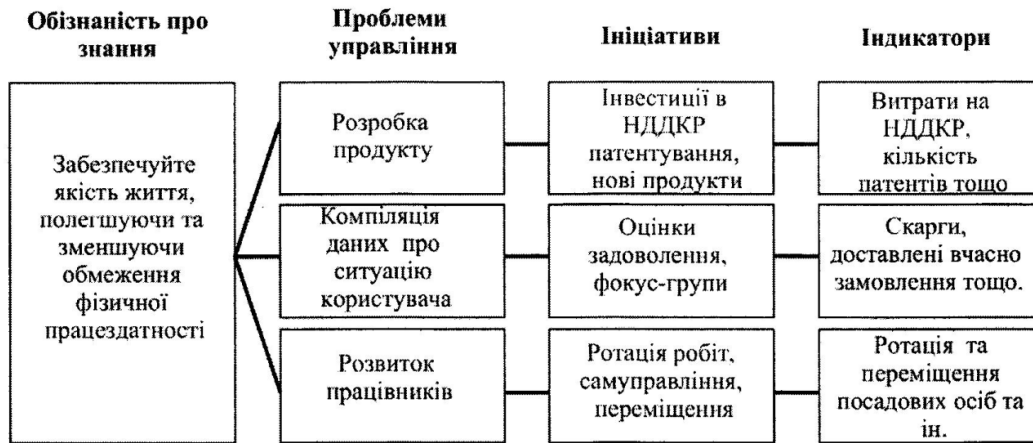 Обізнаність про
знання
Проблеми
управління
Ініціативи
Індикатори
Забезпечуйте
якість життя,
полегшуючи та
зменшуючи
обмеження
фізичної
працездатності
Розробка
продукту
Інвестиції в
НДДКР
патентування,
нові продукти
Витрати на
НДДКР,
кількість
патентів тощо
Компіляція
даних про
ситуацію
користувача
Оцінки
задоволення,
фокус-групи
Скарги,
доставлені вчасно
замовлення тощо.
Розвиток
працівників
Ротація робіт,
самуправління,
переміщення
Ротація та
переміщення
посадових осіб та
ін.